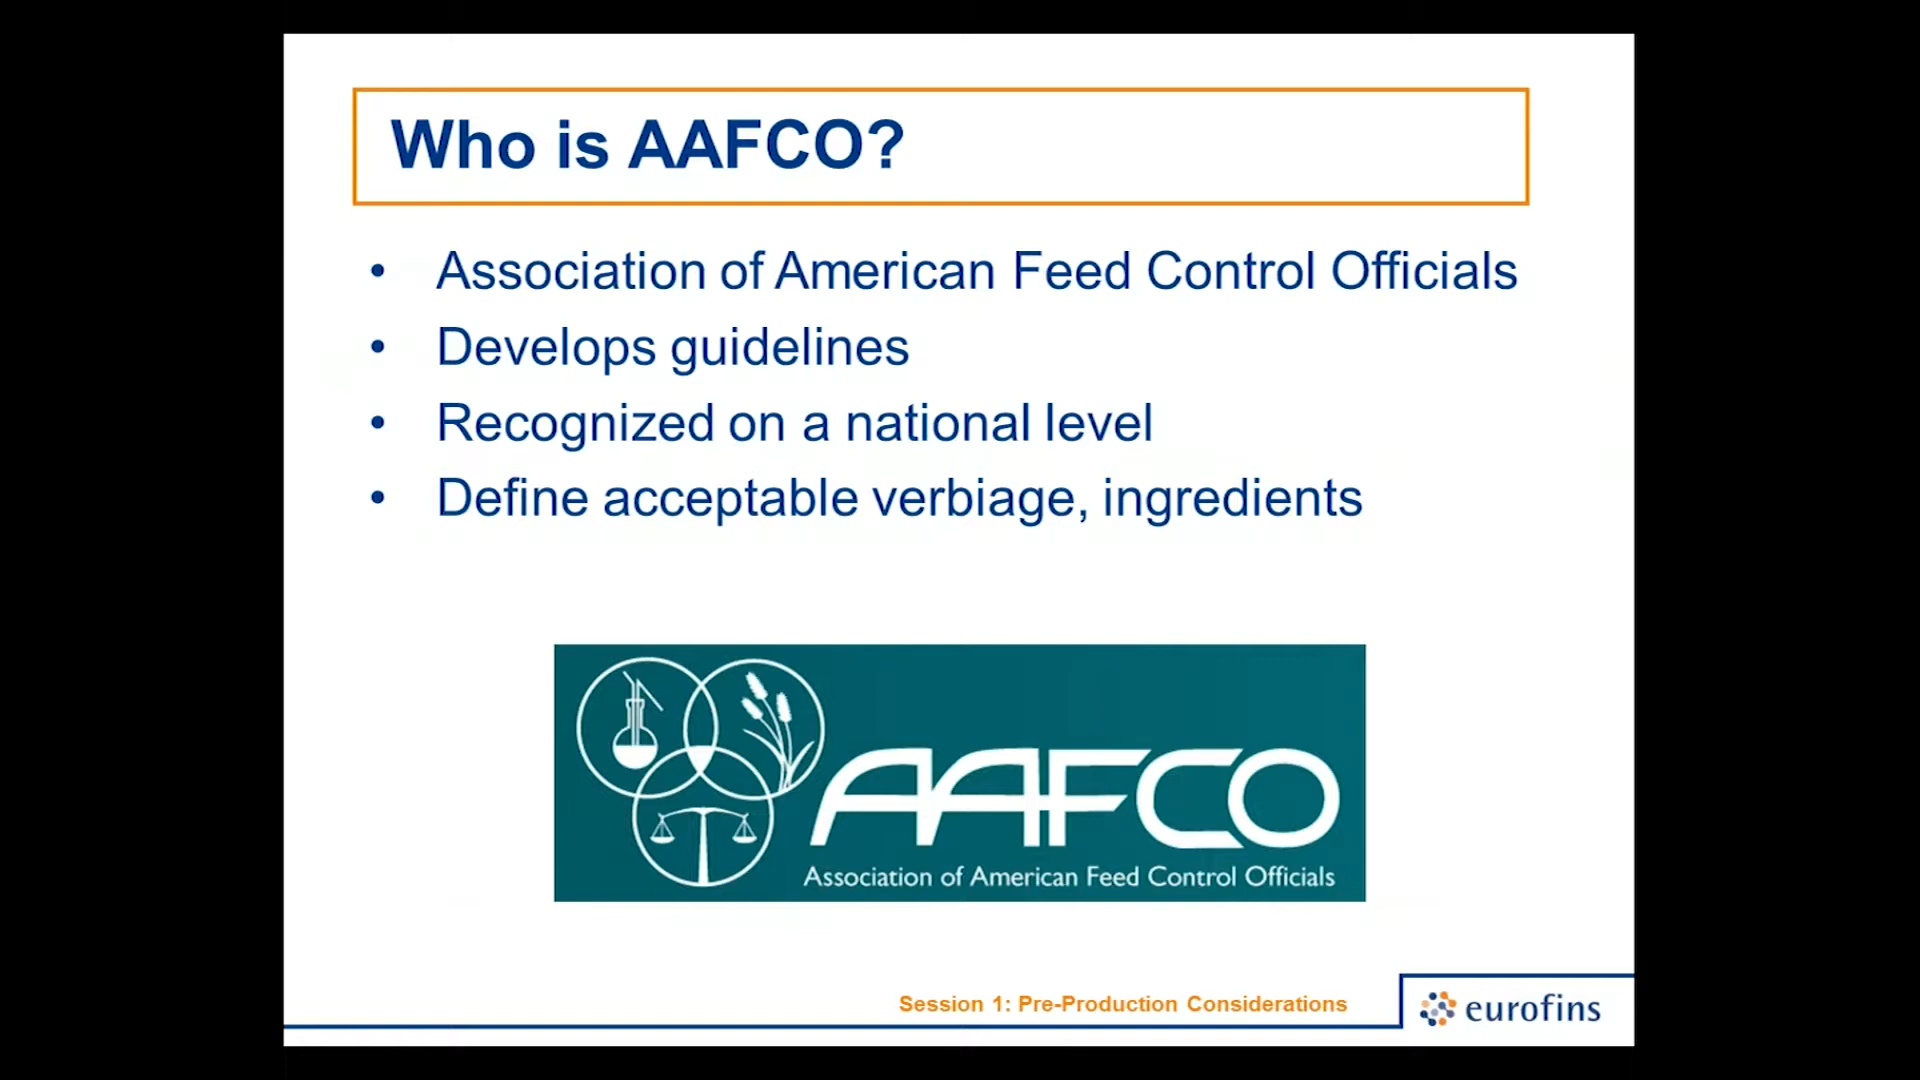 Who is AAFCO?
• Association of American Feed Control Officials
• Develops guidelines
• Recognized on a national level
• Define acceptable verbiage, ingredients
AAFCO
Association of American Feed Control Officials
Session 1: Pre-Production Considerations
eurofins